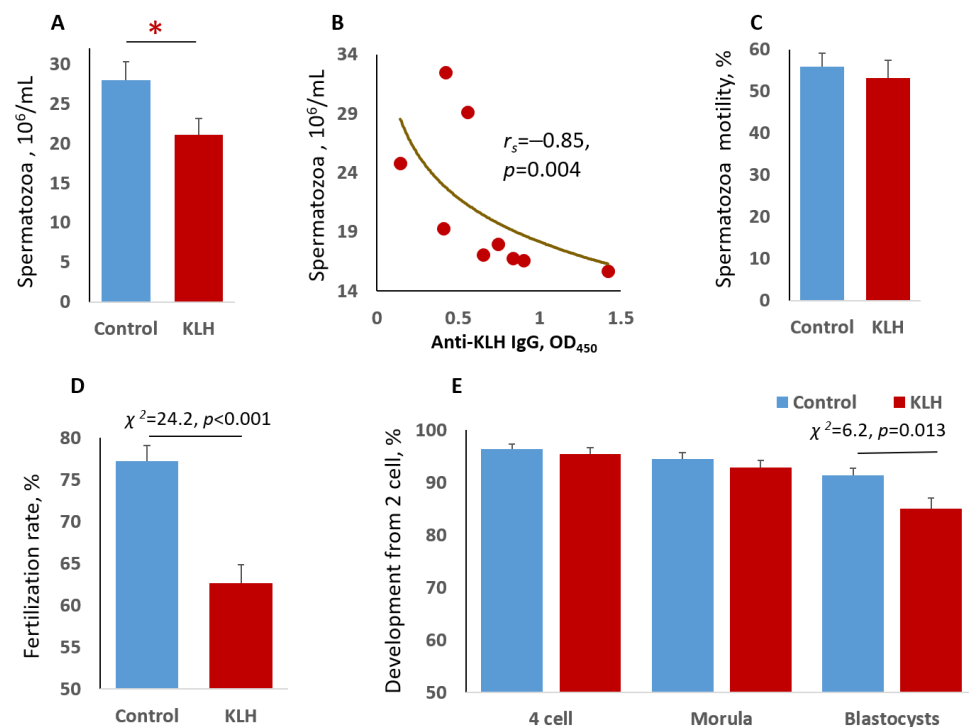 A
*
Spermatozoa , 10⁶/mL
30
25
20
15
10
5
0
Control KLH
B
Spermatozoa, 10⁶/mL
34
29
24
19
14
rₛ=−0.85,
p=0.004
0 0.5 1 1.5
Anti-KLH IgG, OD₄₅₀
C
Spermatozoa motility, %
60
50
40
30
20
10
0
Control KLH
D
χ ²=24.2, p<0.001
Fertilization rate, %
80
75
70
65
60
55
50
Control KLH
E
Control KLH
χ ²=6.2, p=0.013
Development from 2 cell, %
100
90
80
70
60
50
4 cell Morula Blastocysts